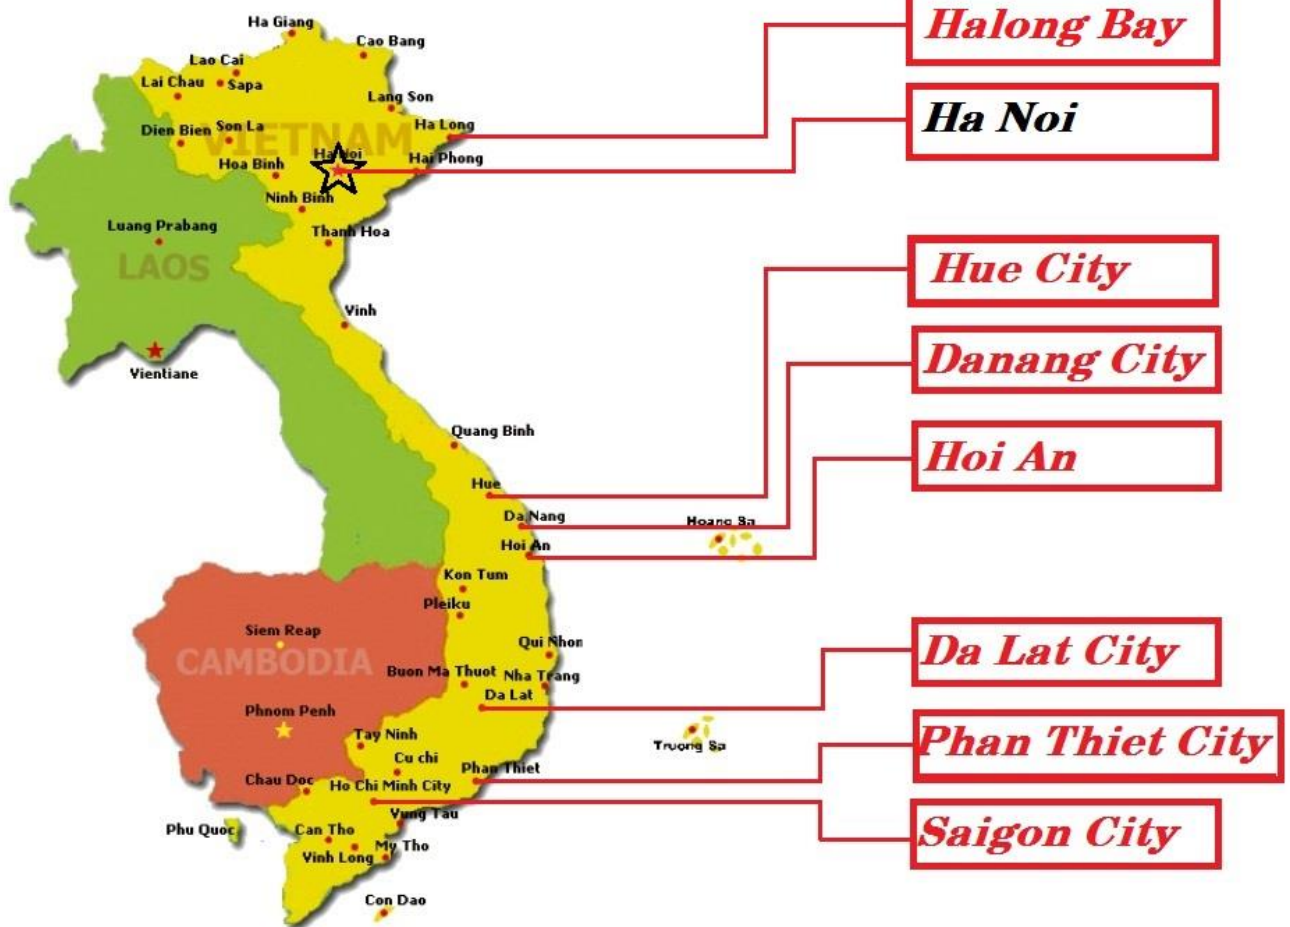 Ha Giang
Cao Bang
Lao Cai
Lai Chau
Sapa
Lang Son
Dien Bien
Son La
VIETNAM
Ha Long
Hoa Binh
Ha Noi
Hai Phong
Ninh Binh
Luang Prabang
Thanh Hoa
LAOS
Vinh
Vientiane
Quang Binh
Hue
Da Nang
Hoang Sa
Hoi An
Kon Tum
Pleiku
Siem Reap
Qui Nhon
CAMBODIA
Buon Ma Thuot
Nha Trang
Da Lat
Phnom Penh
Tay Ninh
Truong Sa
Cu chi
Phan Thiet
Chau Doc
Ho Chi Minh City
Vung Tau
Phu Quoc
Can Tho
Vinh Long
My Tho
Con Dao
Halong Bay
Ha Noi
Hue City
Danang City
Hoi An
Da Lat City
Phan Thiet City
Saigon City